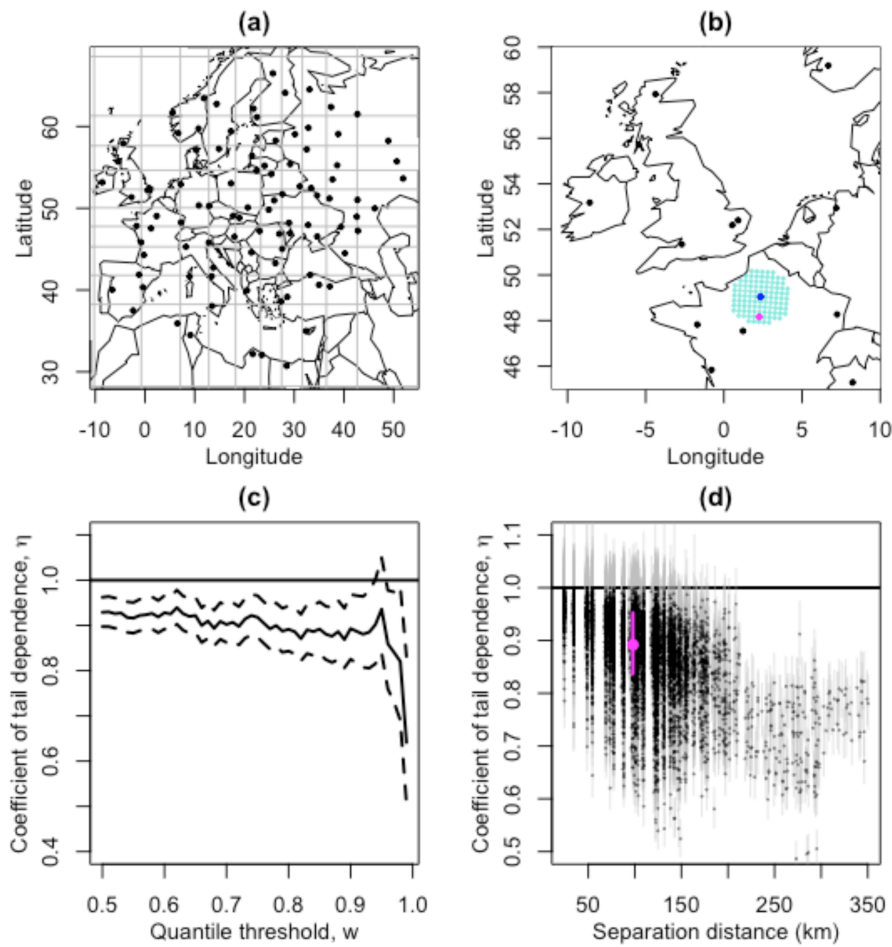 (a)
(b)
60
50
40
30
Latitude
-10 0 10 20 30 40 50
Longitude
60
58
56
54
52
50
48
46
Latitude
-10 -5 0 5 10
Longitude
(c)
(d)
1.0
0.8
0.6
0.4
Coefficient of tail dependence, η
0.5 0.6 0.7 0.8 0.9 1.0
Quantile threshold, w
1.1
1.0
0.9
0.8
0.7
0.6
0.5
Coefficient of tail dependence, η
50 150 250 350
Separation distance (km)